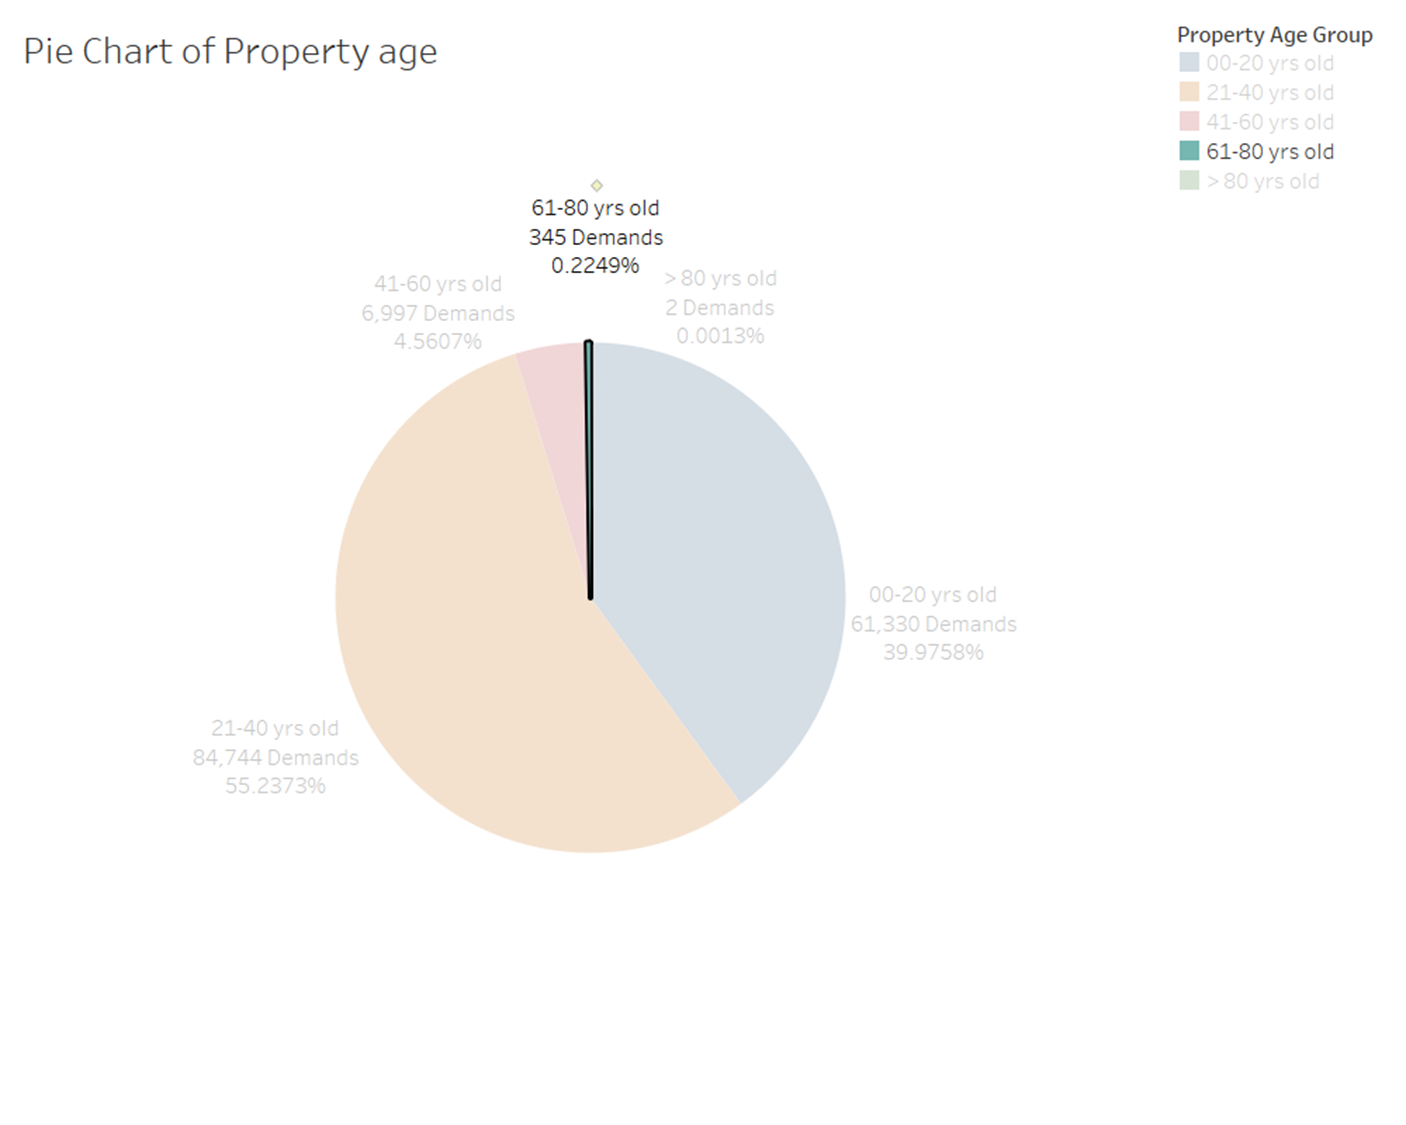 Pie Chart of Property age
Property Age Group
00-20 yrs old
21-40 yrs old
41-60 yrs old
61-80 yrs old
> 80 yrs old
61-80 yrs old
345 Demands
0.2249%
41-60 yrs old
6,997 Demands
4.5607%
> 80 yrs old
2 Demands
0.0013%
00-20 yrs old
61,330 Demands
39.9758%
21-40 yrs old
84,744 Demands
55.2373%